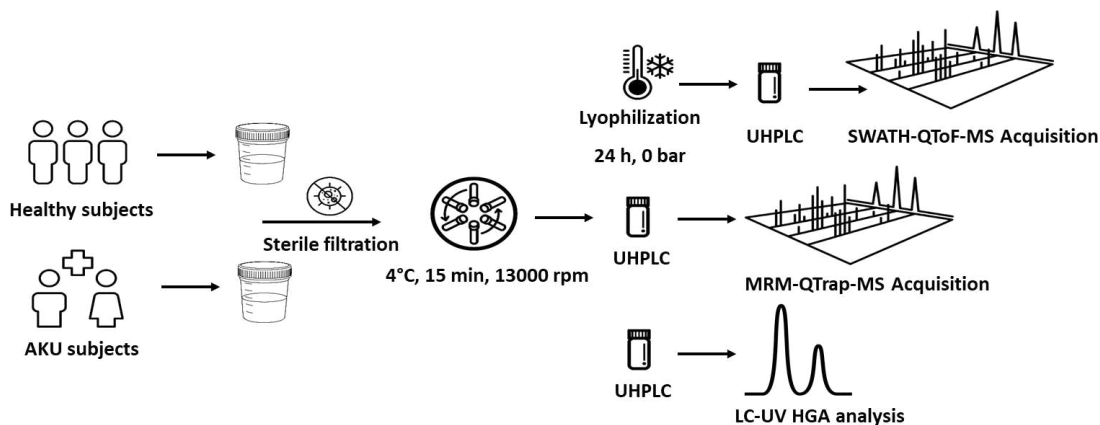 Healthy subjects
AKU subjects
Sterile filtration
4°C, 15 min, 13000 rpm
Lyophilization
24 h, 0 bar
UHPLC
SWATH-QToF-MS Acquisition
UHPLC
MRM-QTrap-MS Acquisition
UHPLC
LC-UV HGA analysis